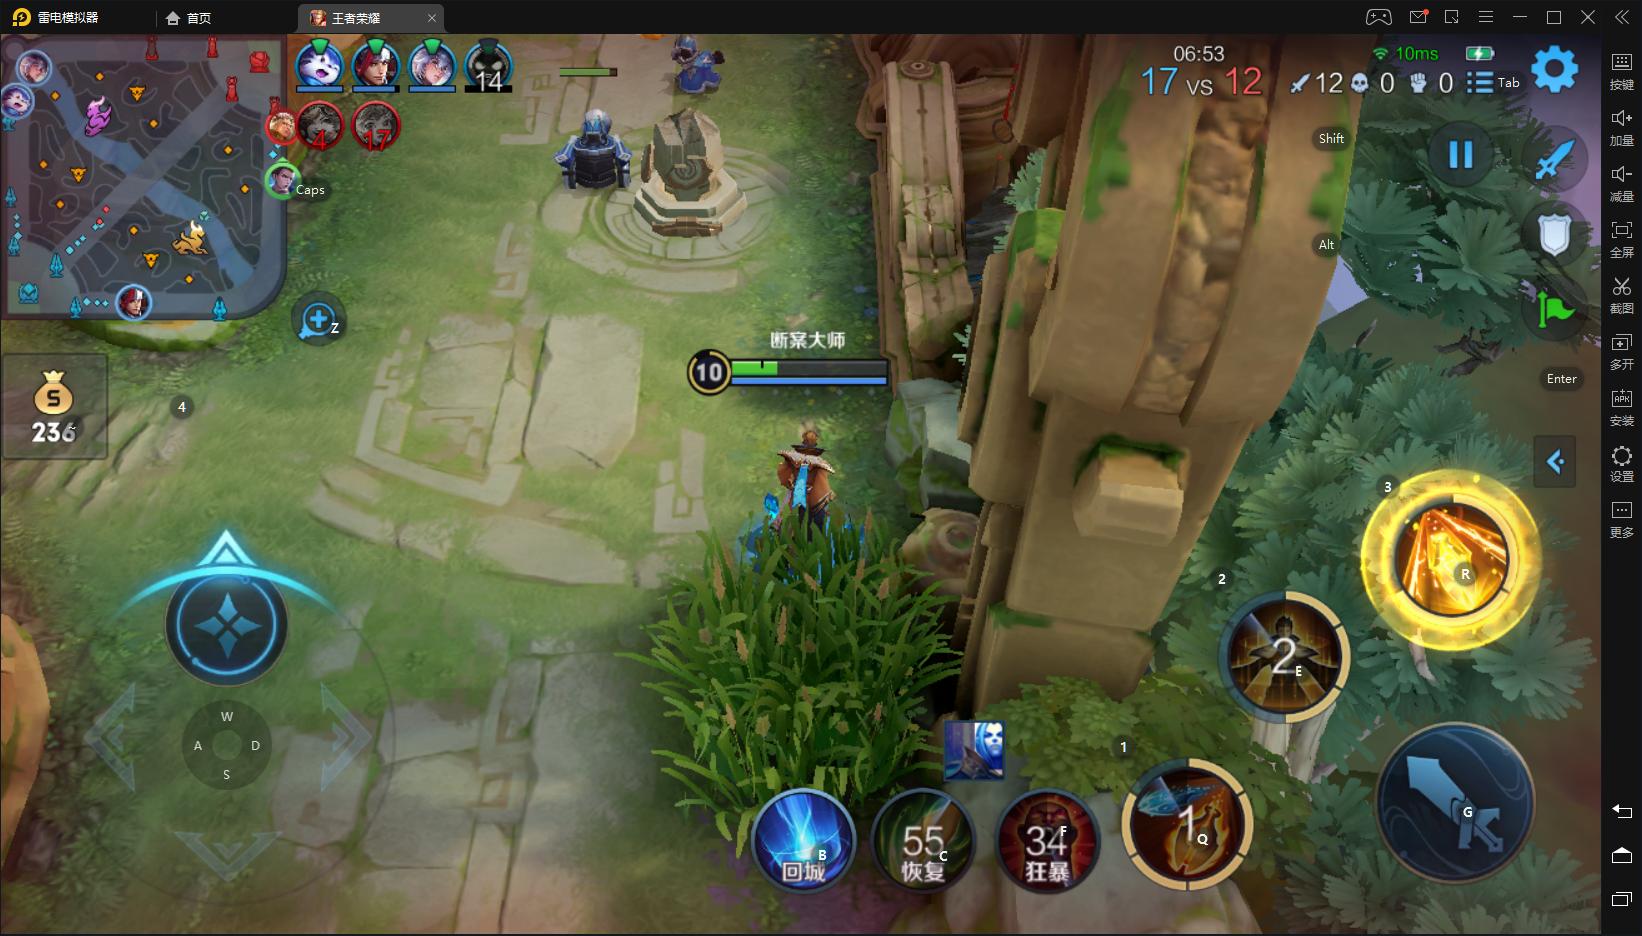 雷电模拟器
首页
王者荣耀
14
06:53
10ms
17 vs 12
12
0
0
Tab
按键
4
17
Shift
加量
Caps
减量
Alt
全屏
截图
Z
断案大师
多开
10
Enter
S
236
4
安装
3
设置
R
更多
2
2
E
W
A
D
S
1
1
Q
G
B
回城
55
C
恢复
34
F
狂暴